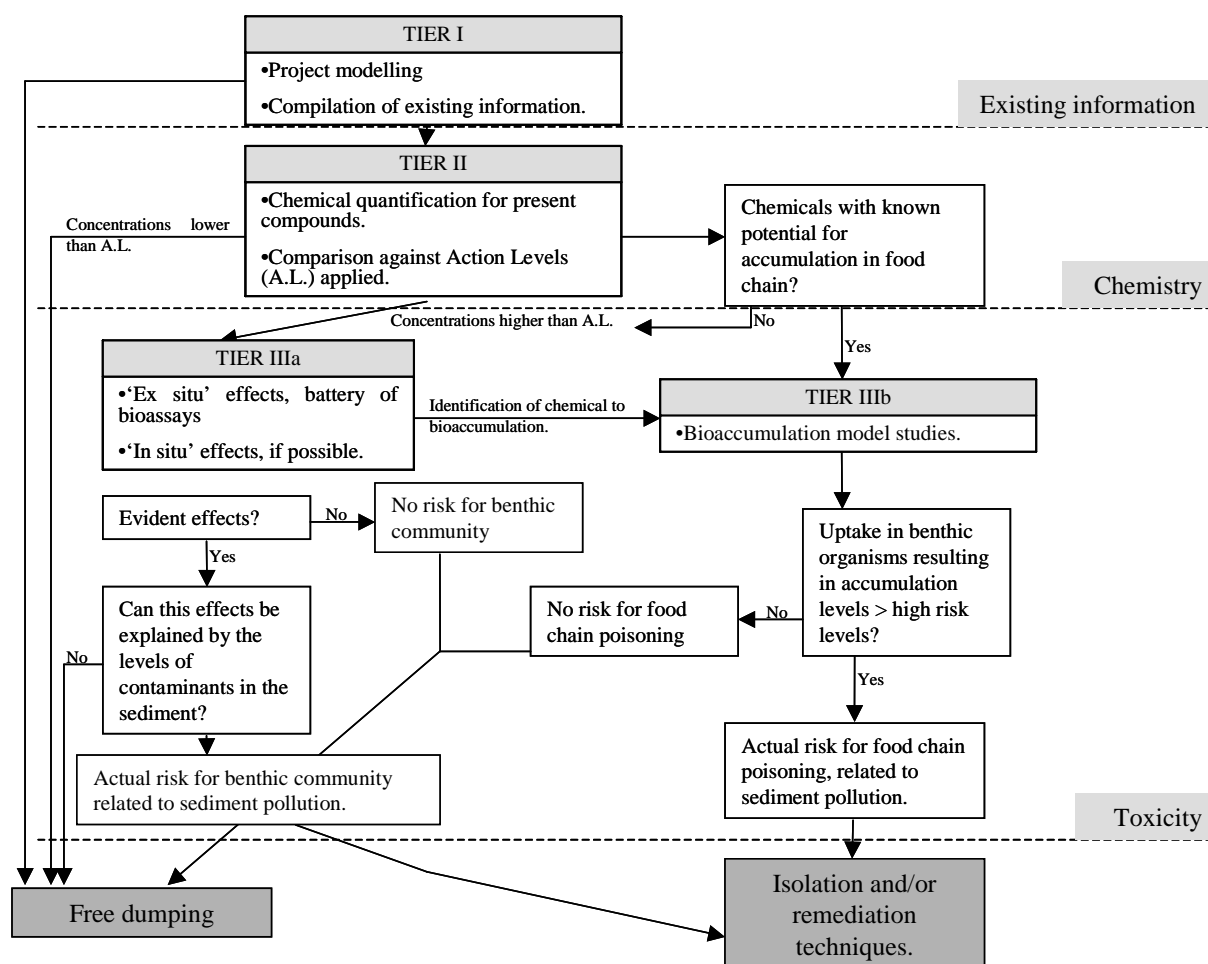 TIER I
•Project modelling
•Compilation of existing information.
Existing information
TIER II
•Chemical quantification for present
compounds.
•Comparison against Action Levels
(A.L.) applied.
Concentrations lower
than A.L.
Chemicals with known
potential for
accumulation in food
chain?
Chemistry
Concentrations higher than A.L.
No
Yes
TIER IIIa
•‘Ex situ’ effects, battery of
bioassays
•‘In situ’ effects, if possible.
Identification of chemical to
bioaccumulation.
TIER IIIb
•Bioaccumulation model studies.
Evident effects?
No
No risk for benthic
community
Yes
Uptake in benthic
organisms resulting
in accumulation
levels > high risk
levels?
No
No risk for food
chain poisoning
Can this effects be
explained by the
levels of
contaminants in the
sediment?
No
Yes
Actual risk for benthic community
related to sediment pollution.
Actual risk for food chain
poisoning, related to
sediment pollution.
Toxicity
Free dumping
Isolation and/or
remediation
techniques.